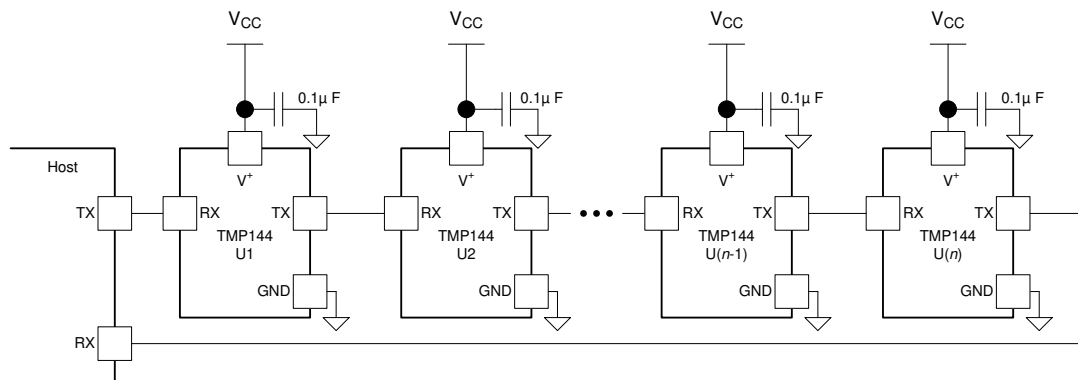 VCC VCC VCC VCC
0.1µ F 0.1µ F 0.1µ F 0.1µ F
Host
V+ V+ V+ V+
TX RX TX RX TX ••• RX TX RX TX
TMP144 TMP144 TMP144 TMP144
U1 U2 U(n-1) U(n)
GND GND GND GND
RX